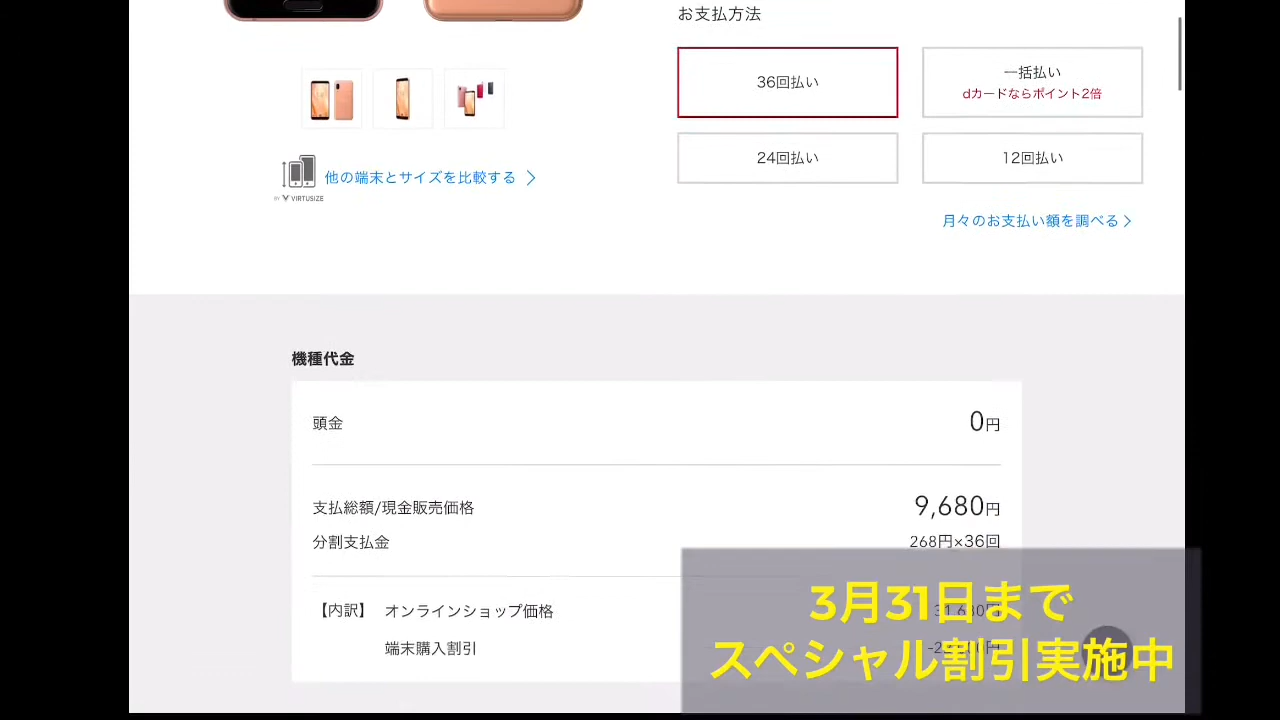 お支払方法
36回払い
一括払い
dカードならポイント2倍
24回払い
12回払い
月々のお支払い額を調べる
他の端末とサイズを比較する
BY VIRTUSIZE
機種代金
頭金
0円
支払総額/現金販売価格
9,680円
分割支払金
268円×36回
【内訳】 オンラインショップ価格
31,680円
端末購入割引
3月31日まで
スペシャル割引実施中